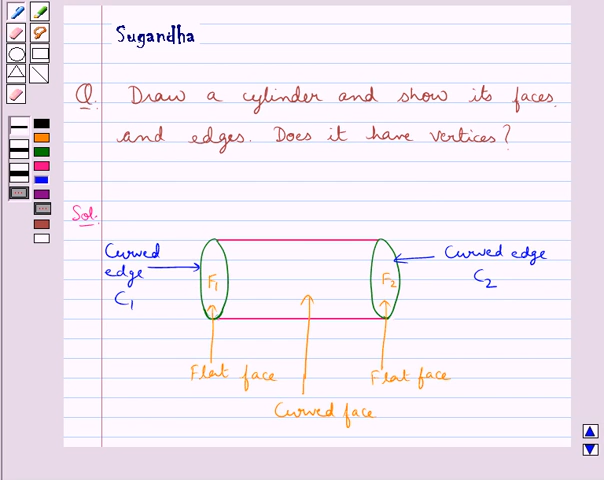 Sugandha
Q. Draw a cylinder and show its faces
and edges. Does it have vertices?
Sol.
Curved
edge
C1
Curved edge
C2
F1
F2
Flat face
Flat face
Curved face